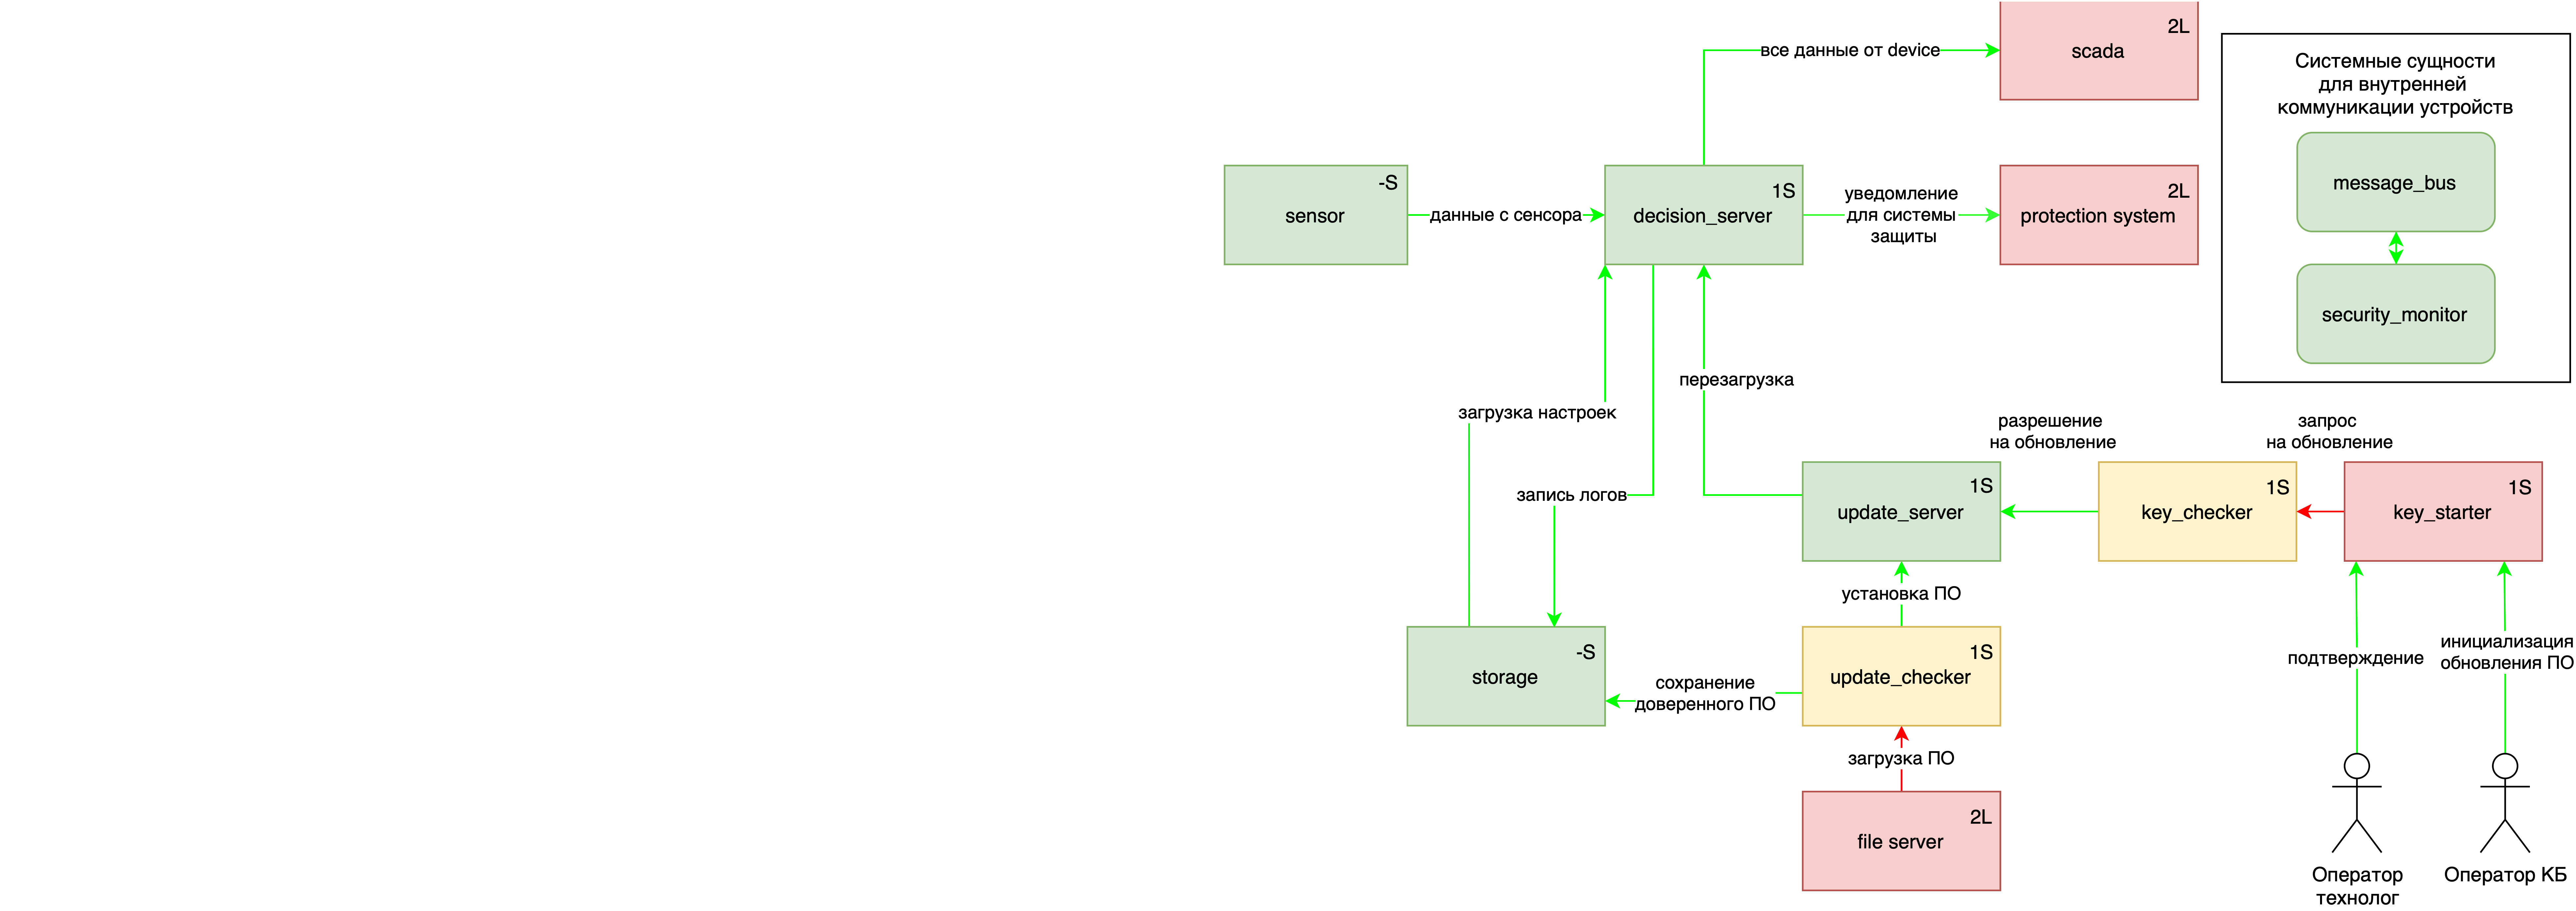 2L
все данные от device
scada
Системные сущности
для внутренней
коммуникации устройств
message_bus
security_monitor
-S
sensor
данные с сенсора
1S
decision_server
уведомление
для системы
защиты
2L
protection system
загрузка настроек
перезагрузка
запись логов
разрешение
на обновление
запрос
на обновление
1S
update_server
1S
key_checker
1S
key_starter
установка ПО
-S
storage
сохранение
доверенного ПО
1S
update_checker
подтверждение
инициализация
обновления ПО
загрузка ПО
2L
file server
Оператор
технолог
Оператор КБ